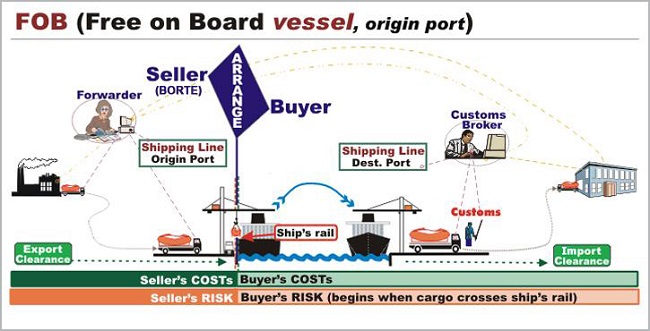 FOB (Free on Board vessel, origin port)
Seller
(BORTE)
ARRANGE
Buyer
Forwarder
Customs
Broker
Shipping Line
Origin Port
Shipping Line
Dest. Port
Customs
Ship's rail
Export
Clearance
Import
Clearance
Seller's COSTs Buyer's COSTs
Seller's RISK Buyer's RISK (begins when cargo crosses ship's rail)